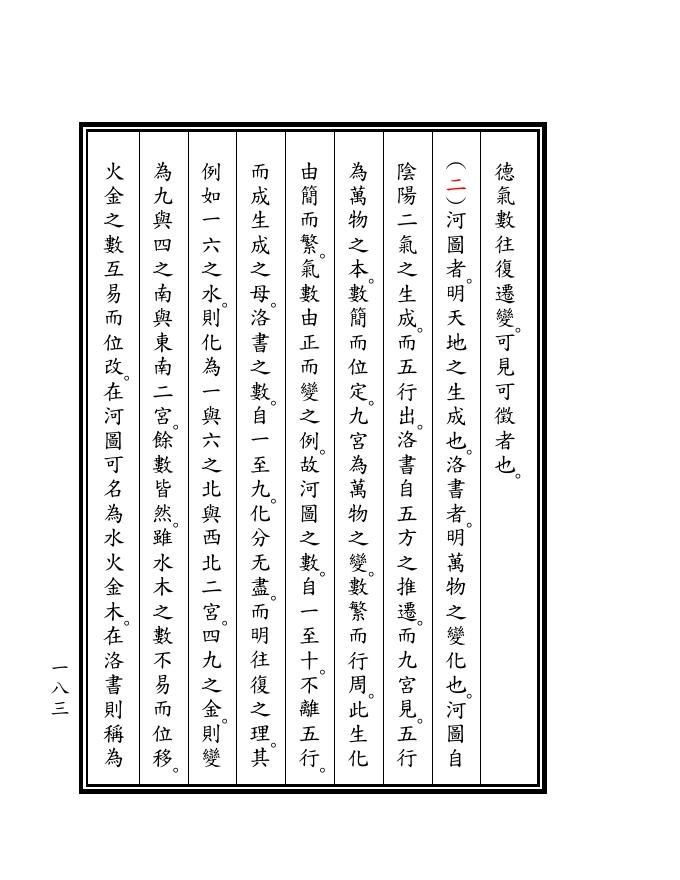 德氣數往復遷變。可見可徵者也。
（二）河圖者。明天地之生成也。洛書者。明萬物之變化也。河圖自
陰陽二氣之生成。而五行出。洛書自五方之推遷。而九宮見。五行
為萬物之本。數簡而位定。九宮為萬物之變。數繁而行周。此生化
由簡而繁。氣數由正而變之例。故河圖之數。自一至十。不離五行。
而成生成之母。洛書之數。自一至九。化分无盡。而明往復之理。其
例如一六之水。則化為一與六之北與西北二宮。四九之金。則變
為九與四之南與東南二宮。餘數皆然。雖水木之數不易而位移。
火金之數互易而位改。在河圖可名為水火金木。在洛書則稱為
一八三